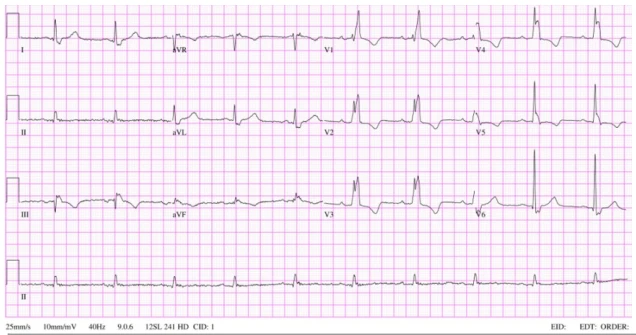 I aVR V1 V4
II aVL V2 V5
III aVF V3 V6
II
25mm/s 10mm/mV 40Hz 9.0.6 12SL 241 HD CID: 1 EID: EDT: ORDER: